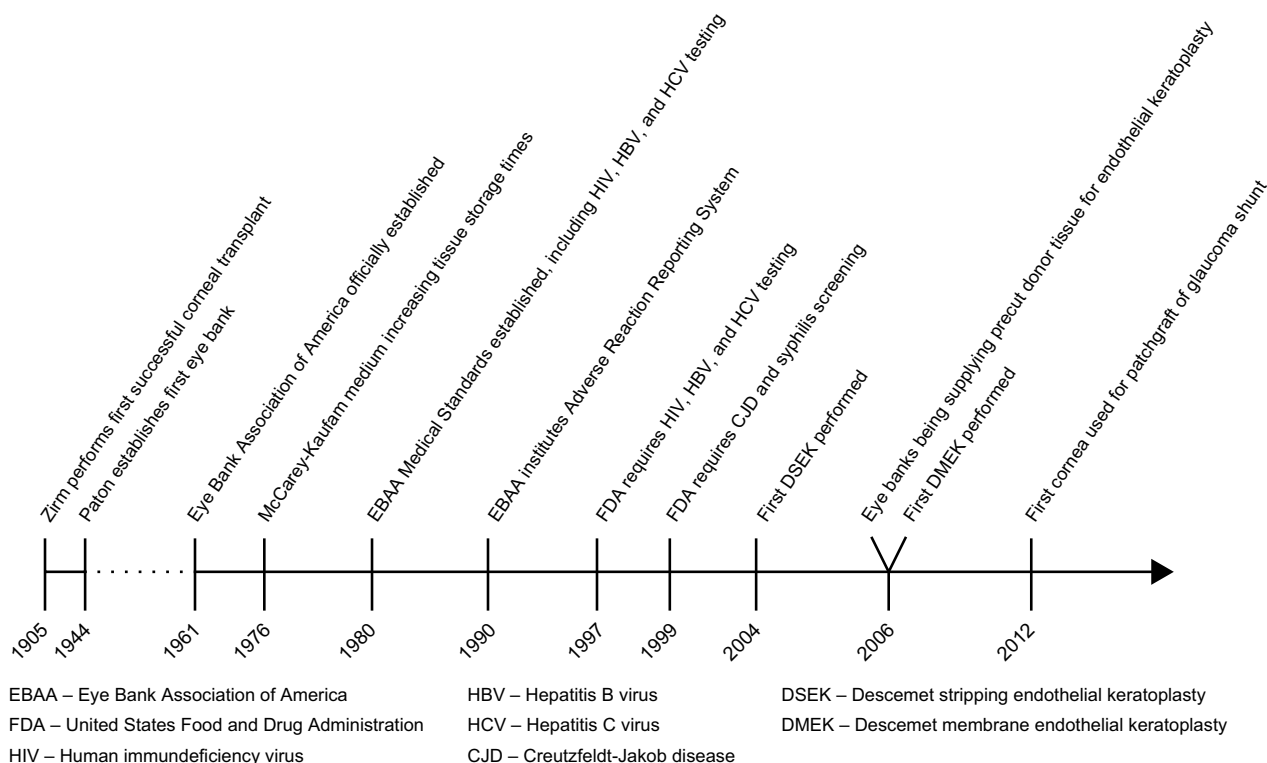 Zirm performs first successful corneal transplant
Paton establishes first eye bank
Eye Bank Association of America officially established
McCarey-Kaufam medium increasing tissue storage times
EBAA Medical Standards established, including HIV, HBV, and HCV testing
EBAA institutes Adverse Reaction Reporting System
FDA requires HIV, HBV, and HCV testing
FDA requires CJD and syphilis screening
First DSEK performed
Eye banks being supplying precut donor tissue for endothelial keratoplasty
First DMEK performed
First cornea used for patchgraft of glaucoma shunt
1905
1944
1961
1976
1980
1990
1997
1999
2004
2006
2012
EBAA – Eye Bank Association of America
FDA – United States Food and Drug Administration
HIV – Human immundeficiency virus
HBV – Hepatitis B virus
HCV – Hepatitis C virus
CJD – Creutzfeldt-Jakob disease
DSEK – Descemet stripping endothelial keratoplasty
DMEK – Descemet membrane endothelial keratoplasty